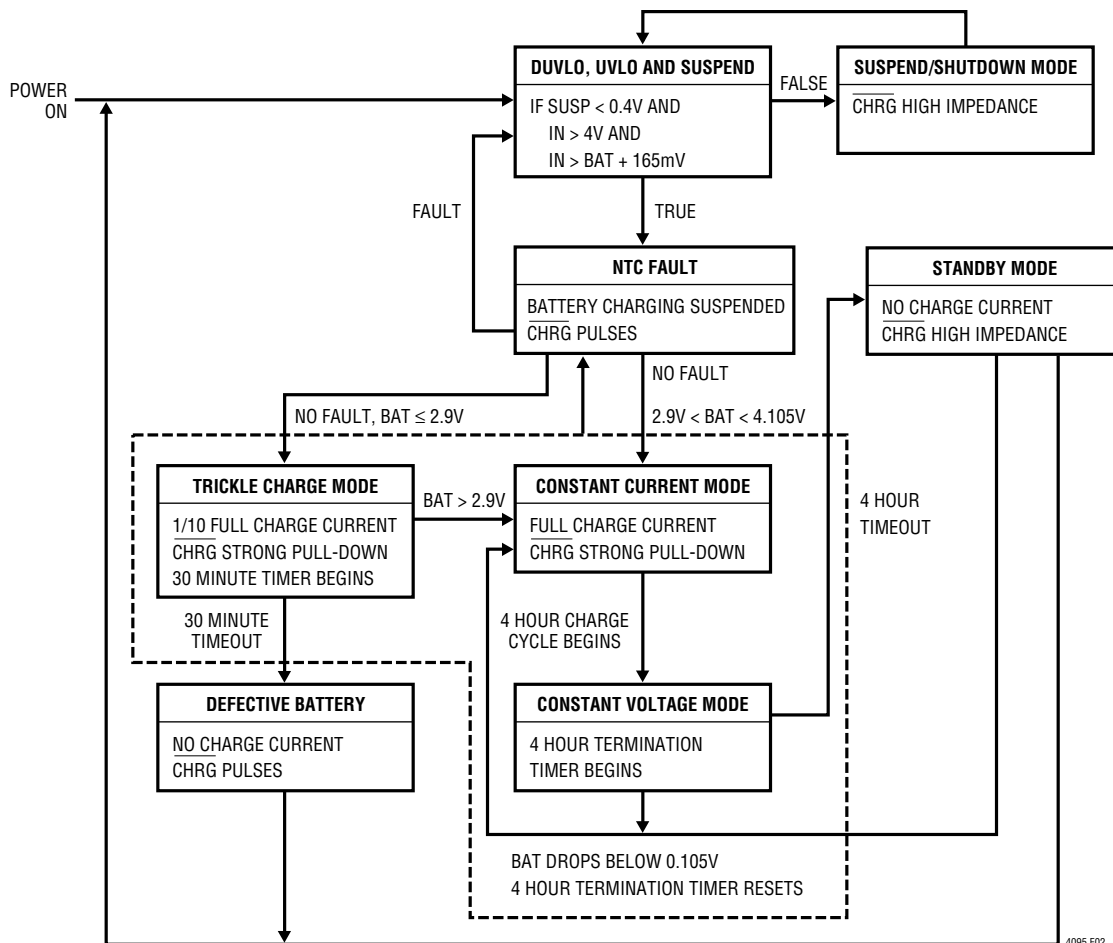 POWER
ON
DUVLO, UVLO AND SUSPEND
IF SUSP < 0.4V AND
IN > 4V AND
IN > BAT + 165mV
FALSE
SUSPEND/SHUTDOWN MODE
CHRG HIGH IMPEDANCE
FAULT
TRUE
NTC FAULT
BATTERY CHARGING SUSPENDED
CHRG PULSES
STANDBY MODE
NO CHARGE CURRENT
CHRG HIGH IMPEDANCE
NO FAULT, BAT ≤ 2.9V
NO FAULT
2.9V < BAT < 4.105V
TRICKLE CHARGE MODE
1/10 FULL CHARGE CURRENT
CHRG STRONG PULL-DOWN
30 MINUTE TIMER BEGINS
BAT > 2.9V
CONSTANT CURRENT MODE
FULL CHARGE CURRENT
CHRG STRONG PULL-DOWN
4 HOUR
TIMEOUT
30 MINUTE
TIMEOUT
4 HOUR CHARGE
CYCLE BEGINS
DEFECTIVE BATTERY
NO CHARGE CURRENT
CHRG PULSES
CONSTANT VOLTAGE MODE
4 HOUR TERMINATION
TIMER BEGINS
BAT DROPS BELOW 0.105V
4 HOUR TERMINATION TIMER RESETS
4095 F02